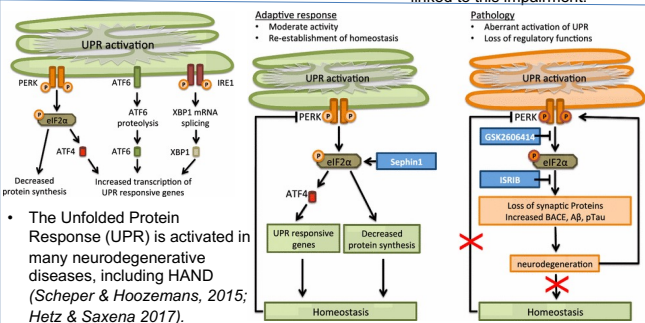 linked to this impairment.
UPR activation
PERK
ATF6
IRE1
P P
P P
P
eIF2α
ATF6
proteolysis
XBP1 mRNA
splicing
ATF4
ATF6
XBP1
Decreased
protein synthesis
Increased transcription of
UPR responsive genes
• The Unfolded Protein
Response (UPR) is activated in
many neurodegenerative
diseases, including HAND
(Scheper & Hoozemans, 2015;
Hetz & Saxena 2017).
Adaptive response
• Moderate activity
• Re-establishment of homeostasis
UPR activation
P P
PERK
P
eIF2α
Sephin1
ATF4
UPR responsive
genes
Decreased
protein synthesis
Homeostasis
Pathology
• Aberrant activation of UPR
• Loss of regulatory functions
UPR activation
PERK
P P
GSK2606414
P
eIF2α
ISRIB
Loss of synaptic Proteins
Increased BACE, Aβ, pTau
neurodegeneration
Homeostasis